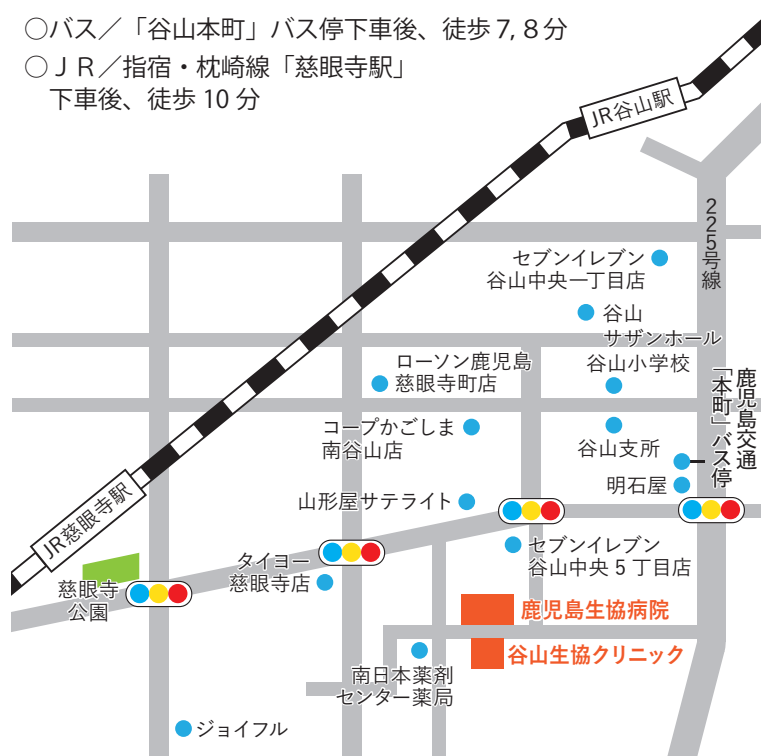 ○バス／「谷山本町」バス停下車後、徒歩7,8分
○ＪＲ／指宿・枕崎線「慈眼寺駅」
下車後、徒歩10分
JR谷山駅
225号線
セブンイレブン
谷山中央一丁目店
谷山
サザンホール
ローソン鹿児島
慈眼寺町店
谷山小学校
鹿児島交通
「本町」バス停
コープかごしま
南谷山店
谷山支所
明石屋
JR慈眼寺駅
山形屋サテライト
タイヨー
慈眼寺店
セブンイレブン
谷山中央5丁目店
慈眼寺
公園
鹿児島生協病院
谷山生協クリニック
南日本薬剤
センター薬局
ジョイフル